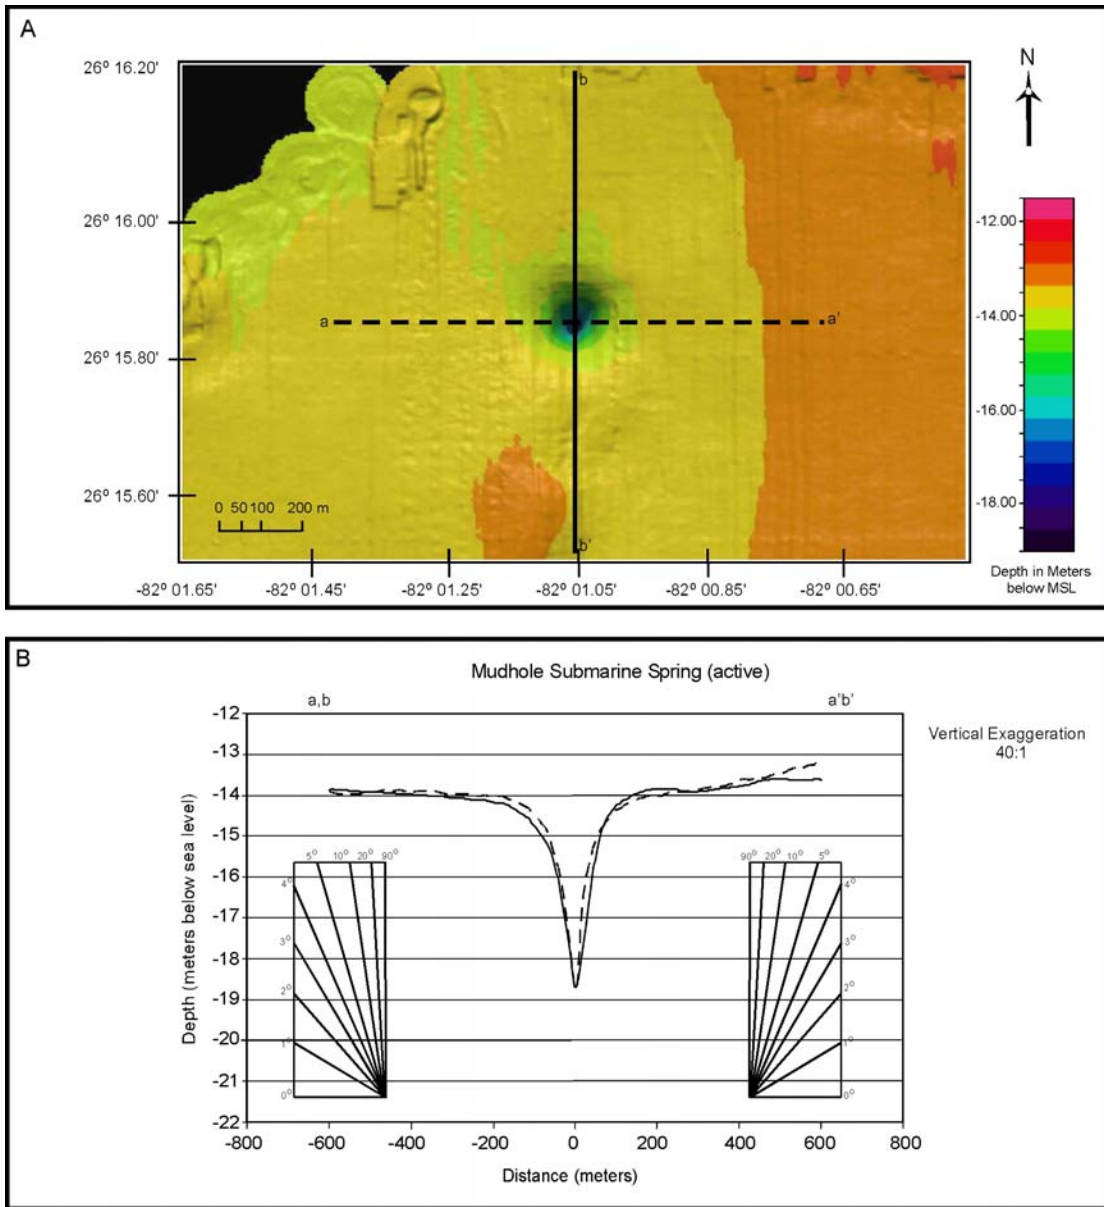 A
N
26º 16.20'
26º 16.00'
26º 15.80'
26º 15.60'
b
a
a'
b'
0 50 100 200 m
-82º 01.65' -82º 01.45' -82º 01.25' -82º 01.05' -82º 00.85' -82º 00.65'
-12.00
-14.00
-16.00
-18.00
Depth in Meters
below MSL
B
Mudhole Submarine Spring (active)
a,b
a'b'
Vertical Exaggeration
40:1
-12
-13
-14
-15
-16
-17
-18
-19
-20
-21
-22
Depth (meters below sea level)
5º 10º 20º 90º
4º
3º
2º
1º
0º
90º 20º 10º 5º
4º
3º
2º
1º
0º
-800 -600 -400 -200 0 200 400 600 800
Distance (meters)